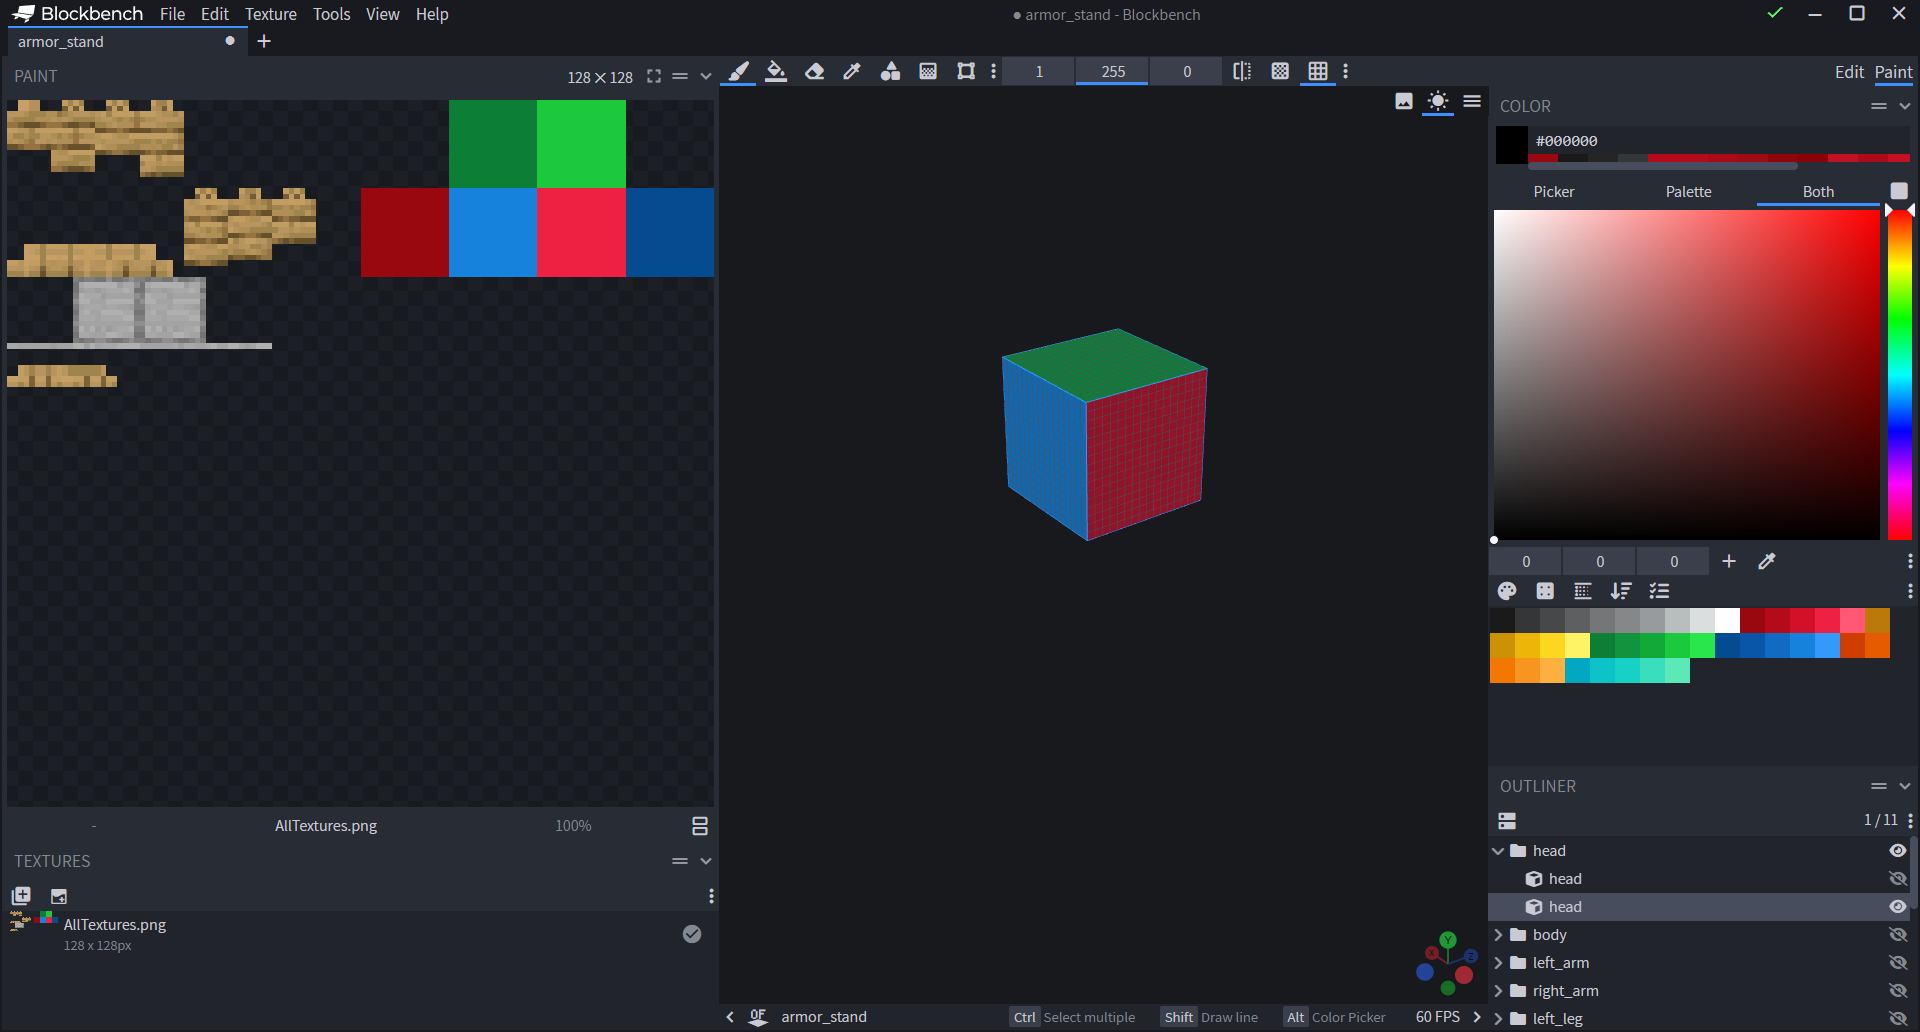 Blockbench File Edit Texture Tools View Help
● armor_stand - Blockbench
armor_stand
PAINT
128 × 128
1 255 0
Edit Paint
COLOR
#000000
Picker Palette Both
0 0 0
- AllTextures.png 100%
TEXTURES
AllTextures.png
128 x 128px
Y
X
Z
OUTLINER
1 / 11
head
head
head
body
left_arm
right_arm
left_leg
OF armor_stand Ctrl Select multiple Shift Draw line Alt Color Picker 60 FPS